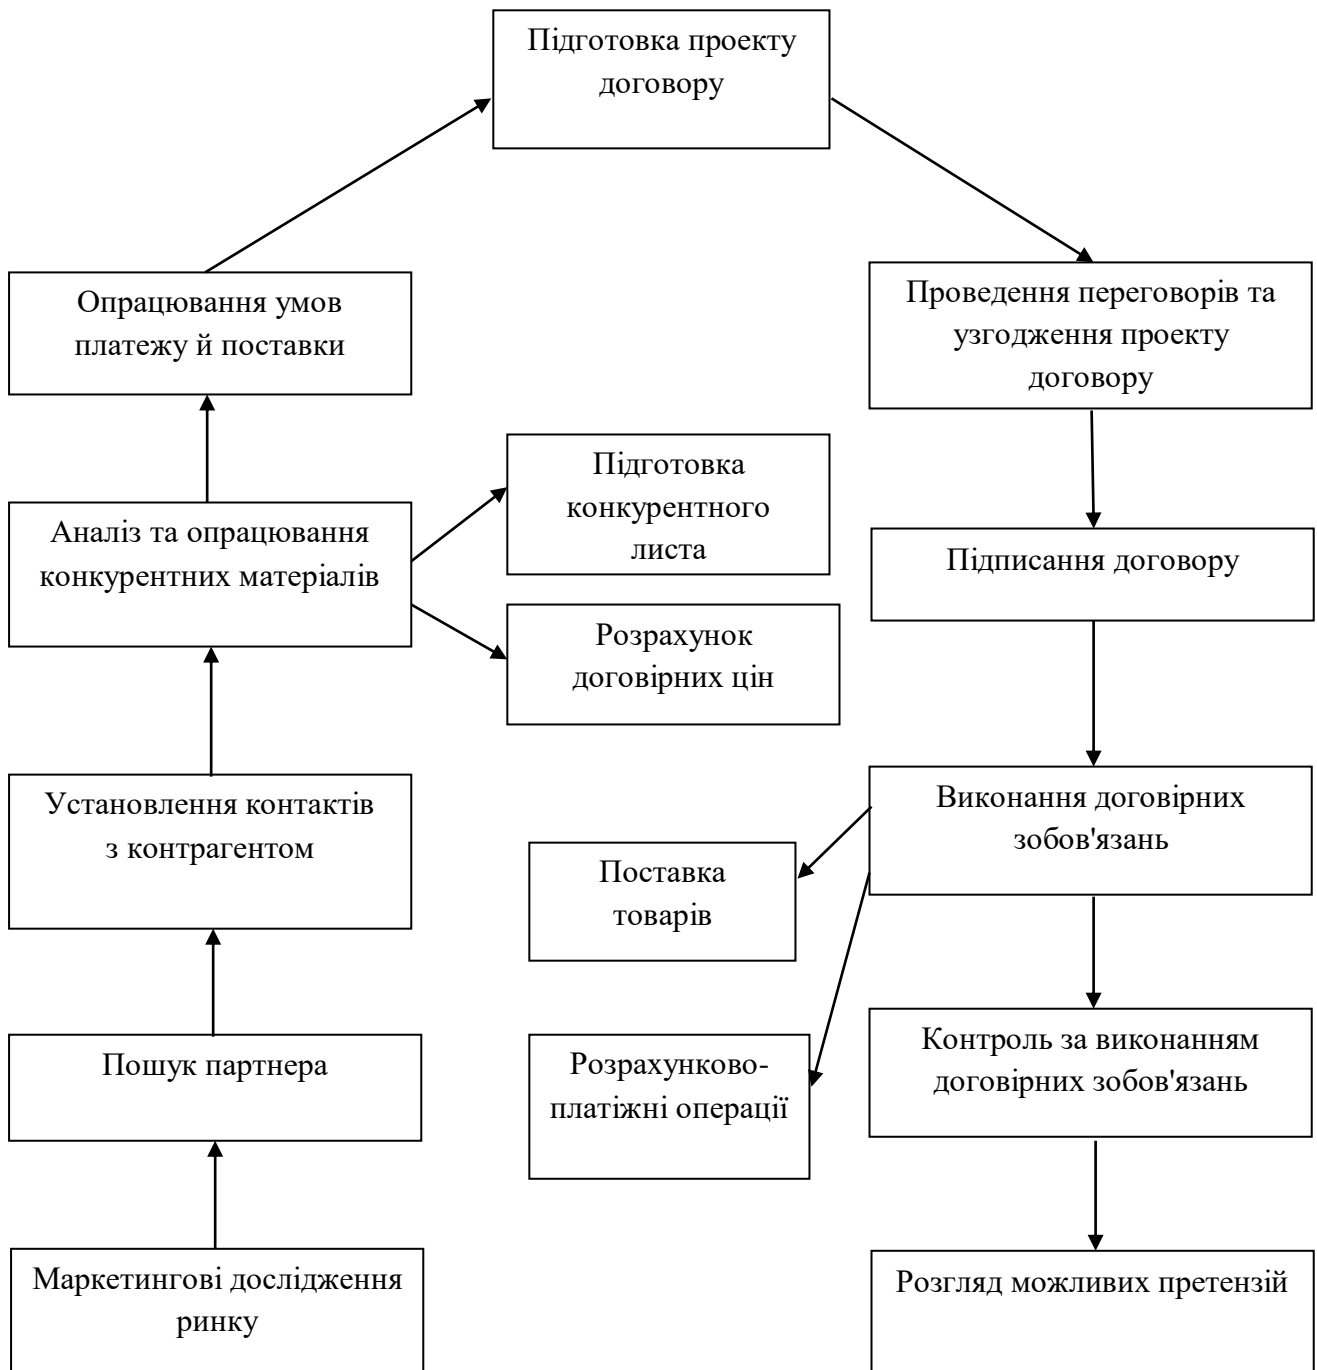 Підготовка проекту
договору
Опрацювання умов
платежу й поставки
Проведення переговорів та
узгодження проекту
договору
Підготовка
конкурентного
листа
Аналіз та опрацювання
конкурентних матеріалів
Підписання договору
Розрахунок
договірних цін
Установлення контактів
з контрагентом
Виконання договірних
зобов'язань
Поставка
товарів
Пошук партнера
Розрахунково-
платіжні операції
Контроль за виконанням
договірних зобов'язань
Маркетингові дослідження
ринку
Розгляд можливих претензій